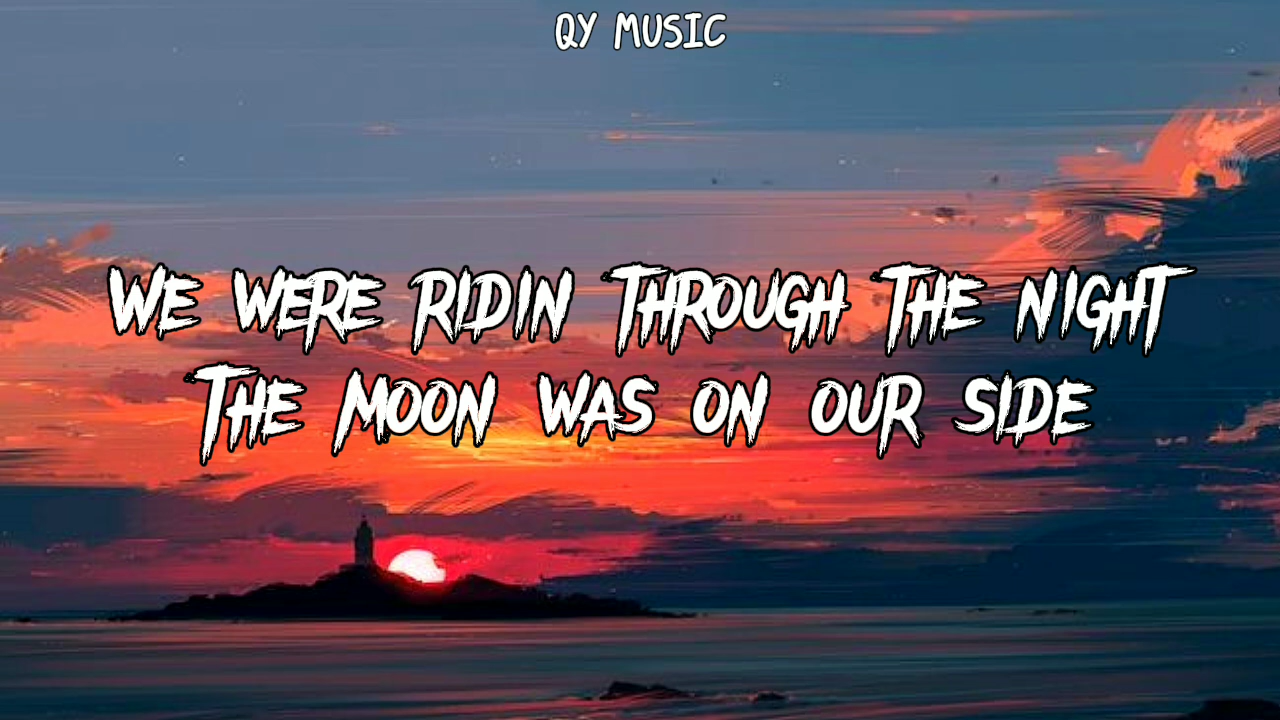 QY MUSIC
WE WERE RIDIN THROUGH THE NIGHT
THE MOON WAS ON OUR SIDE